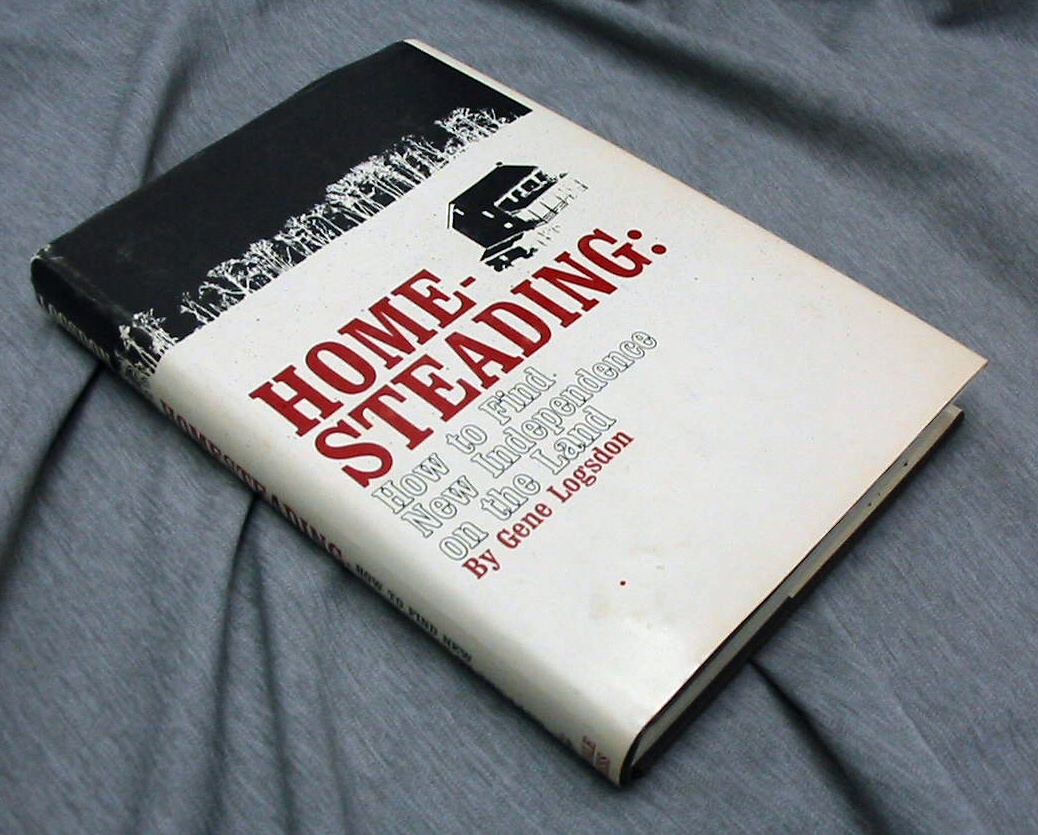 HOME-
STEADING:
How to Find
New Independence
on the Land
By Gene Logsdon
LOGSDON
HOMESTEADING: HOW TO FIND NEW